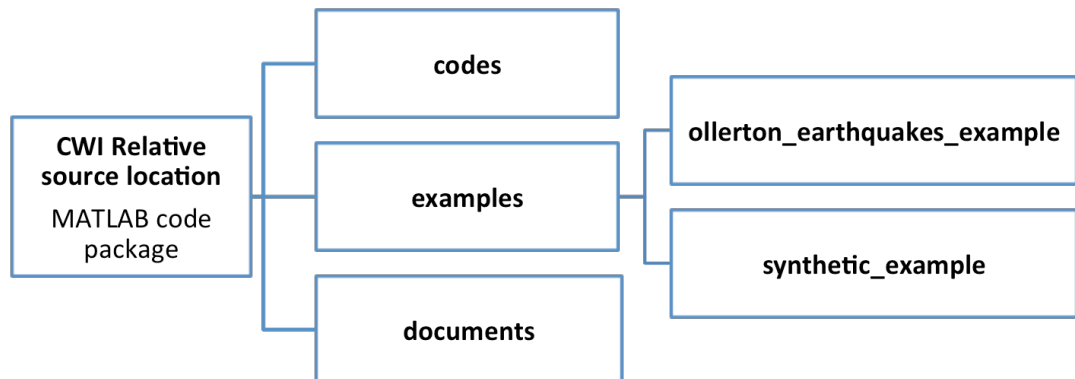 CWI Relative
source location
MATLAB code
package
codes
examples
documents
ollerton_earthquakes_example
synthetic_example